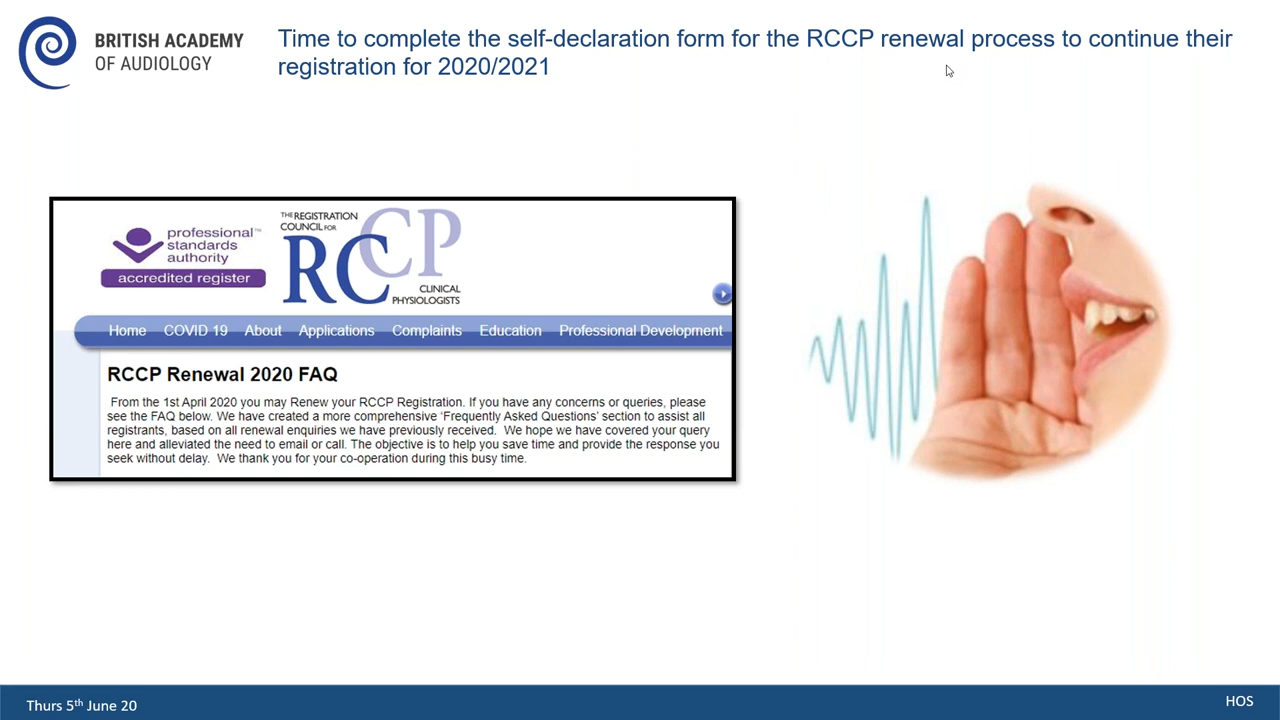 BRITISH ACADEMY
OF AUDIOLOGY
Time to complete the self-declaration form for the RCCP renewal process to continue their
registration for 2020/2021
professional™
standards
authority
accredited register
THE REGISTRATION
COUNCIL FOR
RCCP
CLINICAL
PHYSIOLOGISTS
Home COVID 19 About Applications Complaints Education Professional Development
RCCP Renewal 2020 FAQ
From the 1st April 2020 you may Renew your RCCP Registration. If you have any concerns or queries, please
see the FAQ below. We have created a more comprehensive 'Frequently Asked Questions' section to assist all
registrants, based on all renewal enquiries we have previously received. We hope we have covered your query
here and alleviated the need to email or call. The objective is to help you save time and provide the response you
seek without delay. We thank you for your co-operation during this busy time.
Thurs 5th June 20
HOS